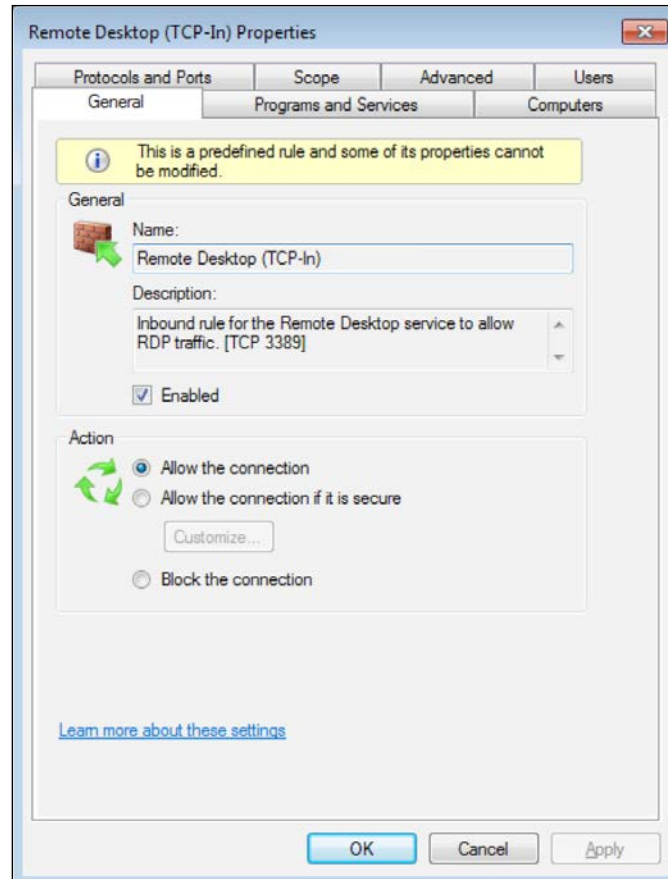 Remote Desktop (TCP-In) Properties
Protocols and Ports Scope Advanced Users
General Programs and Services Computers
This is a predefined rule and some of its properties cannot
be modified.
General
Name:
Remote Desktop (TCP-In)
Description:
Inbound rule for the Remote Desktop service to allow
RDP traffic. [TCP 3389]
Enabled
Action
Allow the connection
Allow the connection if it is secure
Customize...
Block the connection
Learn more about these settings
OK Cancel Apply